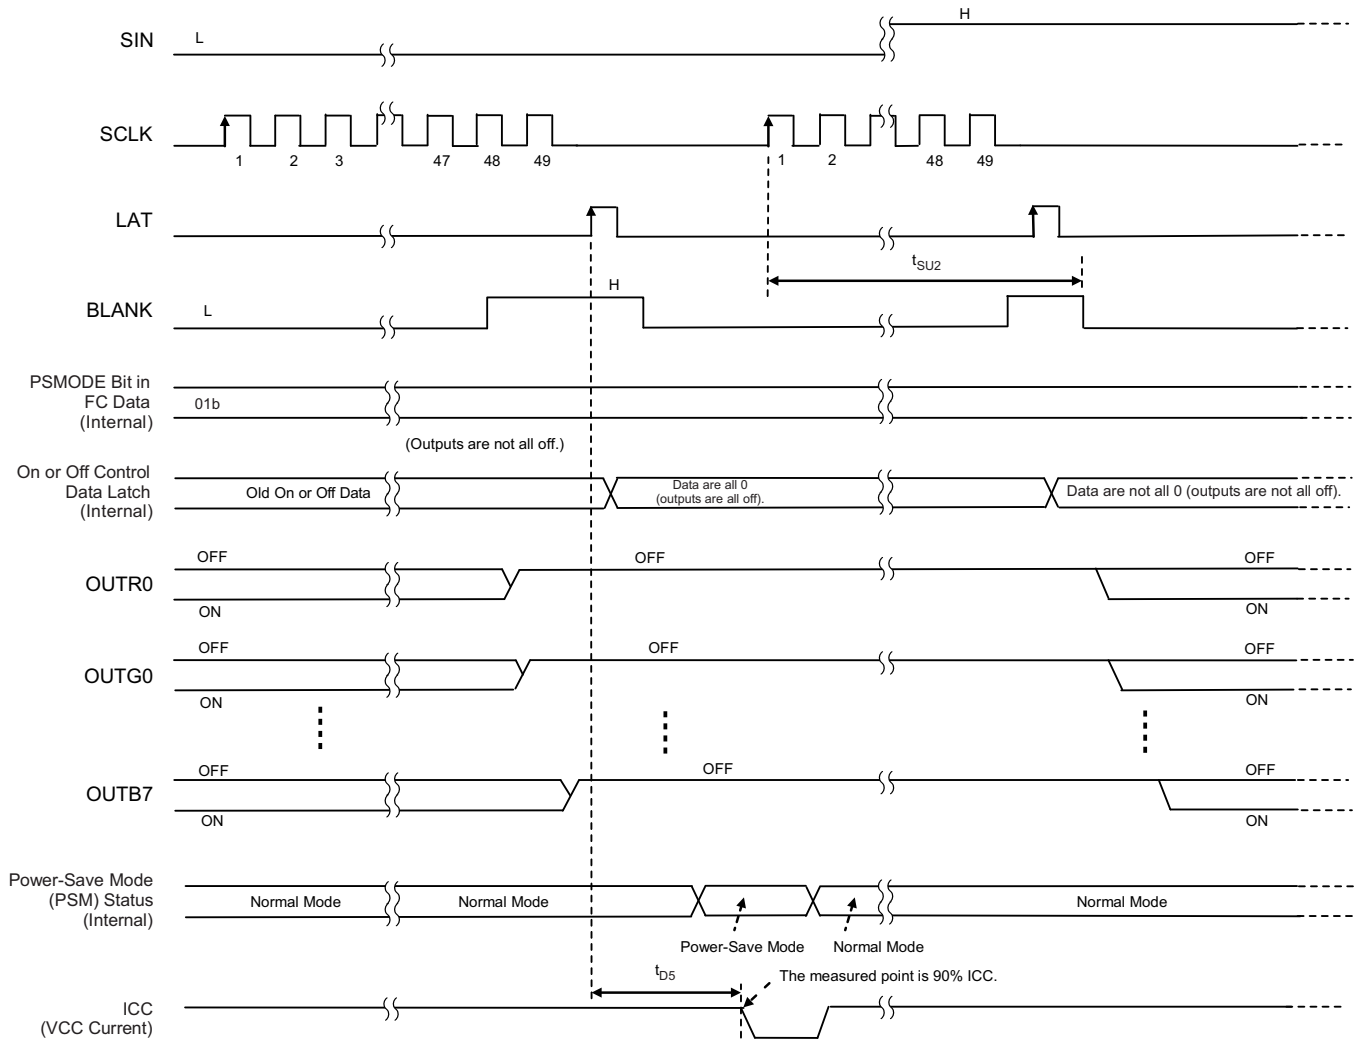 H
SIN
L
SCLK
1 2 3 47 48 49 1 2 48 49
LAT
tSU2
H
BLANK
L
PSMODE Bit in
FC Data
(Internal)
01b
(Outputs are not all off.)
On or Off Control
Data Latch
(Internal)
Old On or Off Data
Data are all 0
(outputs are all off).
Data are not all 0 (outputs are not all off).
OFF OFF OFF
OUTR0
ON ON
OFF OFF OFF
OUTG0
ON ON
OFF OFF OFF
OUTB7
ON ON
Power-Save Mode
(PSM) Status
(Internal)
Normal Mode Normal Mode Normal Mode
Power-Save Mode Normal Mode
tD5
The measured point is 90% ICC.
ICC
(VCC Current)